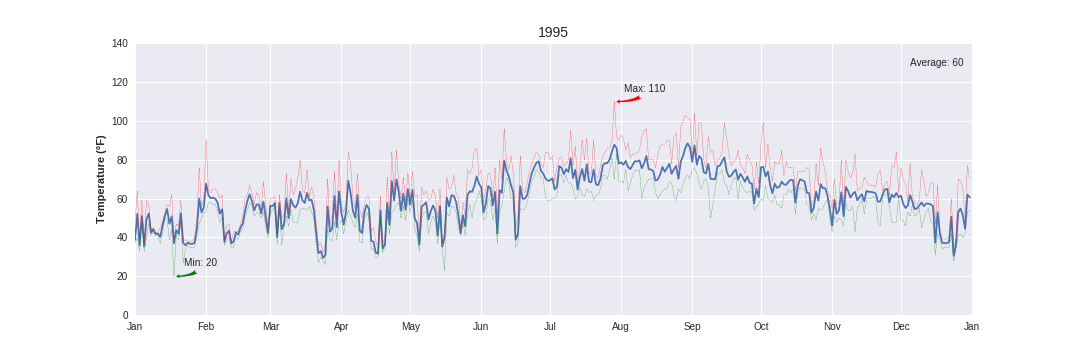 1995
140
120
100
80
60
40
20
0
Temperature (°F)
Average: 60
Max: 110
Min: 20
Jan Feb Mar Apr May Jun Jul Aug Sep Oct Nov Dec Jan